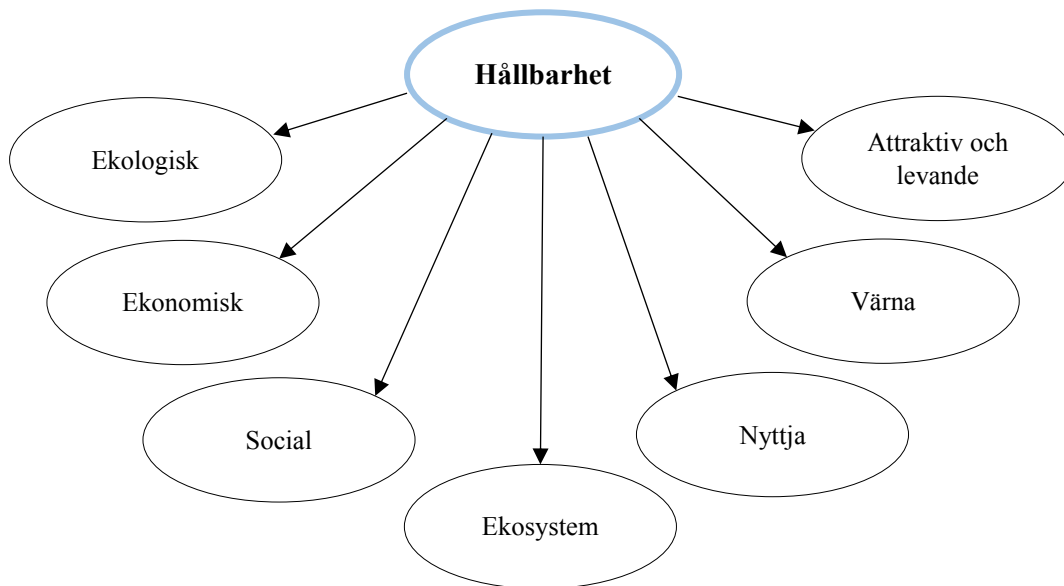 Hållbarhet
Ekologisk
Attraktiv och
levande
Ekonomisk
Värna
Social
Nyttja
Ekosystem